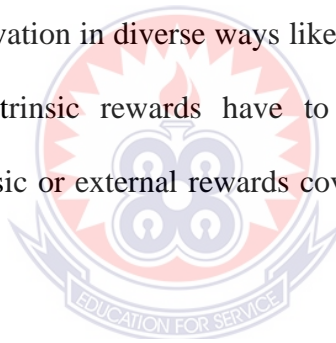 vation in diverse ways like
trinsic rewards have to
sic or external rewards cov
EDUCATION FOR SERVICE